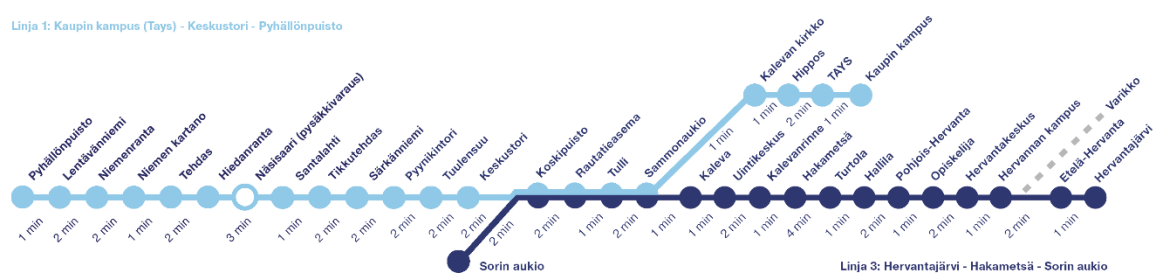 Linja 1: Kaupin kampus (Tays) - Keskustori - Pyhällönpuisto
Kalevan kirkko
Hippos
TAYS
Kaupin kampus
1 min
1 min
2 min
1 min
Pyhällönpuisto
Lentävänniemi
Niemenranta
Niemen kartano
Tehdas
Hiedanranta
Näsisaari (pysäkkivaraus)
Santalahti
Tikkutehdas
Särkänniemi
Pyynikintori
Tuulensuu
Keskustori
Koskipuisto
Rautatieasema
Tulli
Sammonaukio
Kaleva
Uintikeskus
Kalevanrinne
Hakametsä
Turtola
Hallila
Pohjois-Hervanta
Opiskelija
Hervantakeskus
Hervannan kampus
Varikko
Etelä-Hervanta
Hervantajärvi
1 min
2 min
2 min
1 min
2 min
3 min
1 min
2 min
2 min
2 min
2 min
2 min
2 min
2 min
1 min
2 min
1 min
1 min
2 min
1 min
4 min
1 min
2 min
1 min
2 min
1 min
2 min
1 min
Sorin aukio
Linja 3: Hervantajärvi - Hakametsä - Sorin aukio